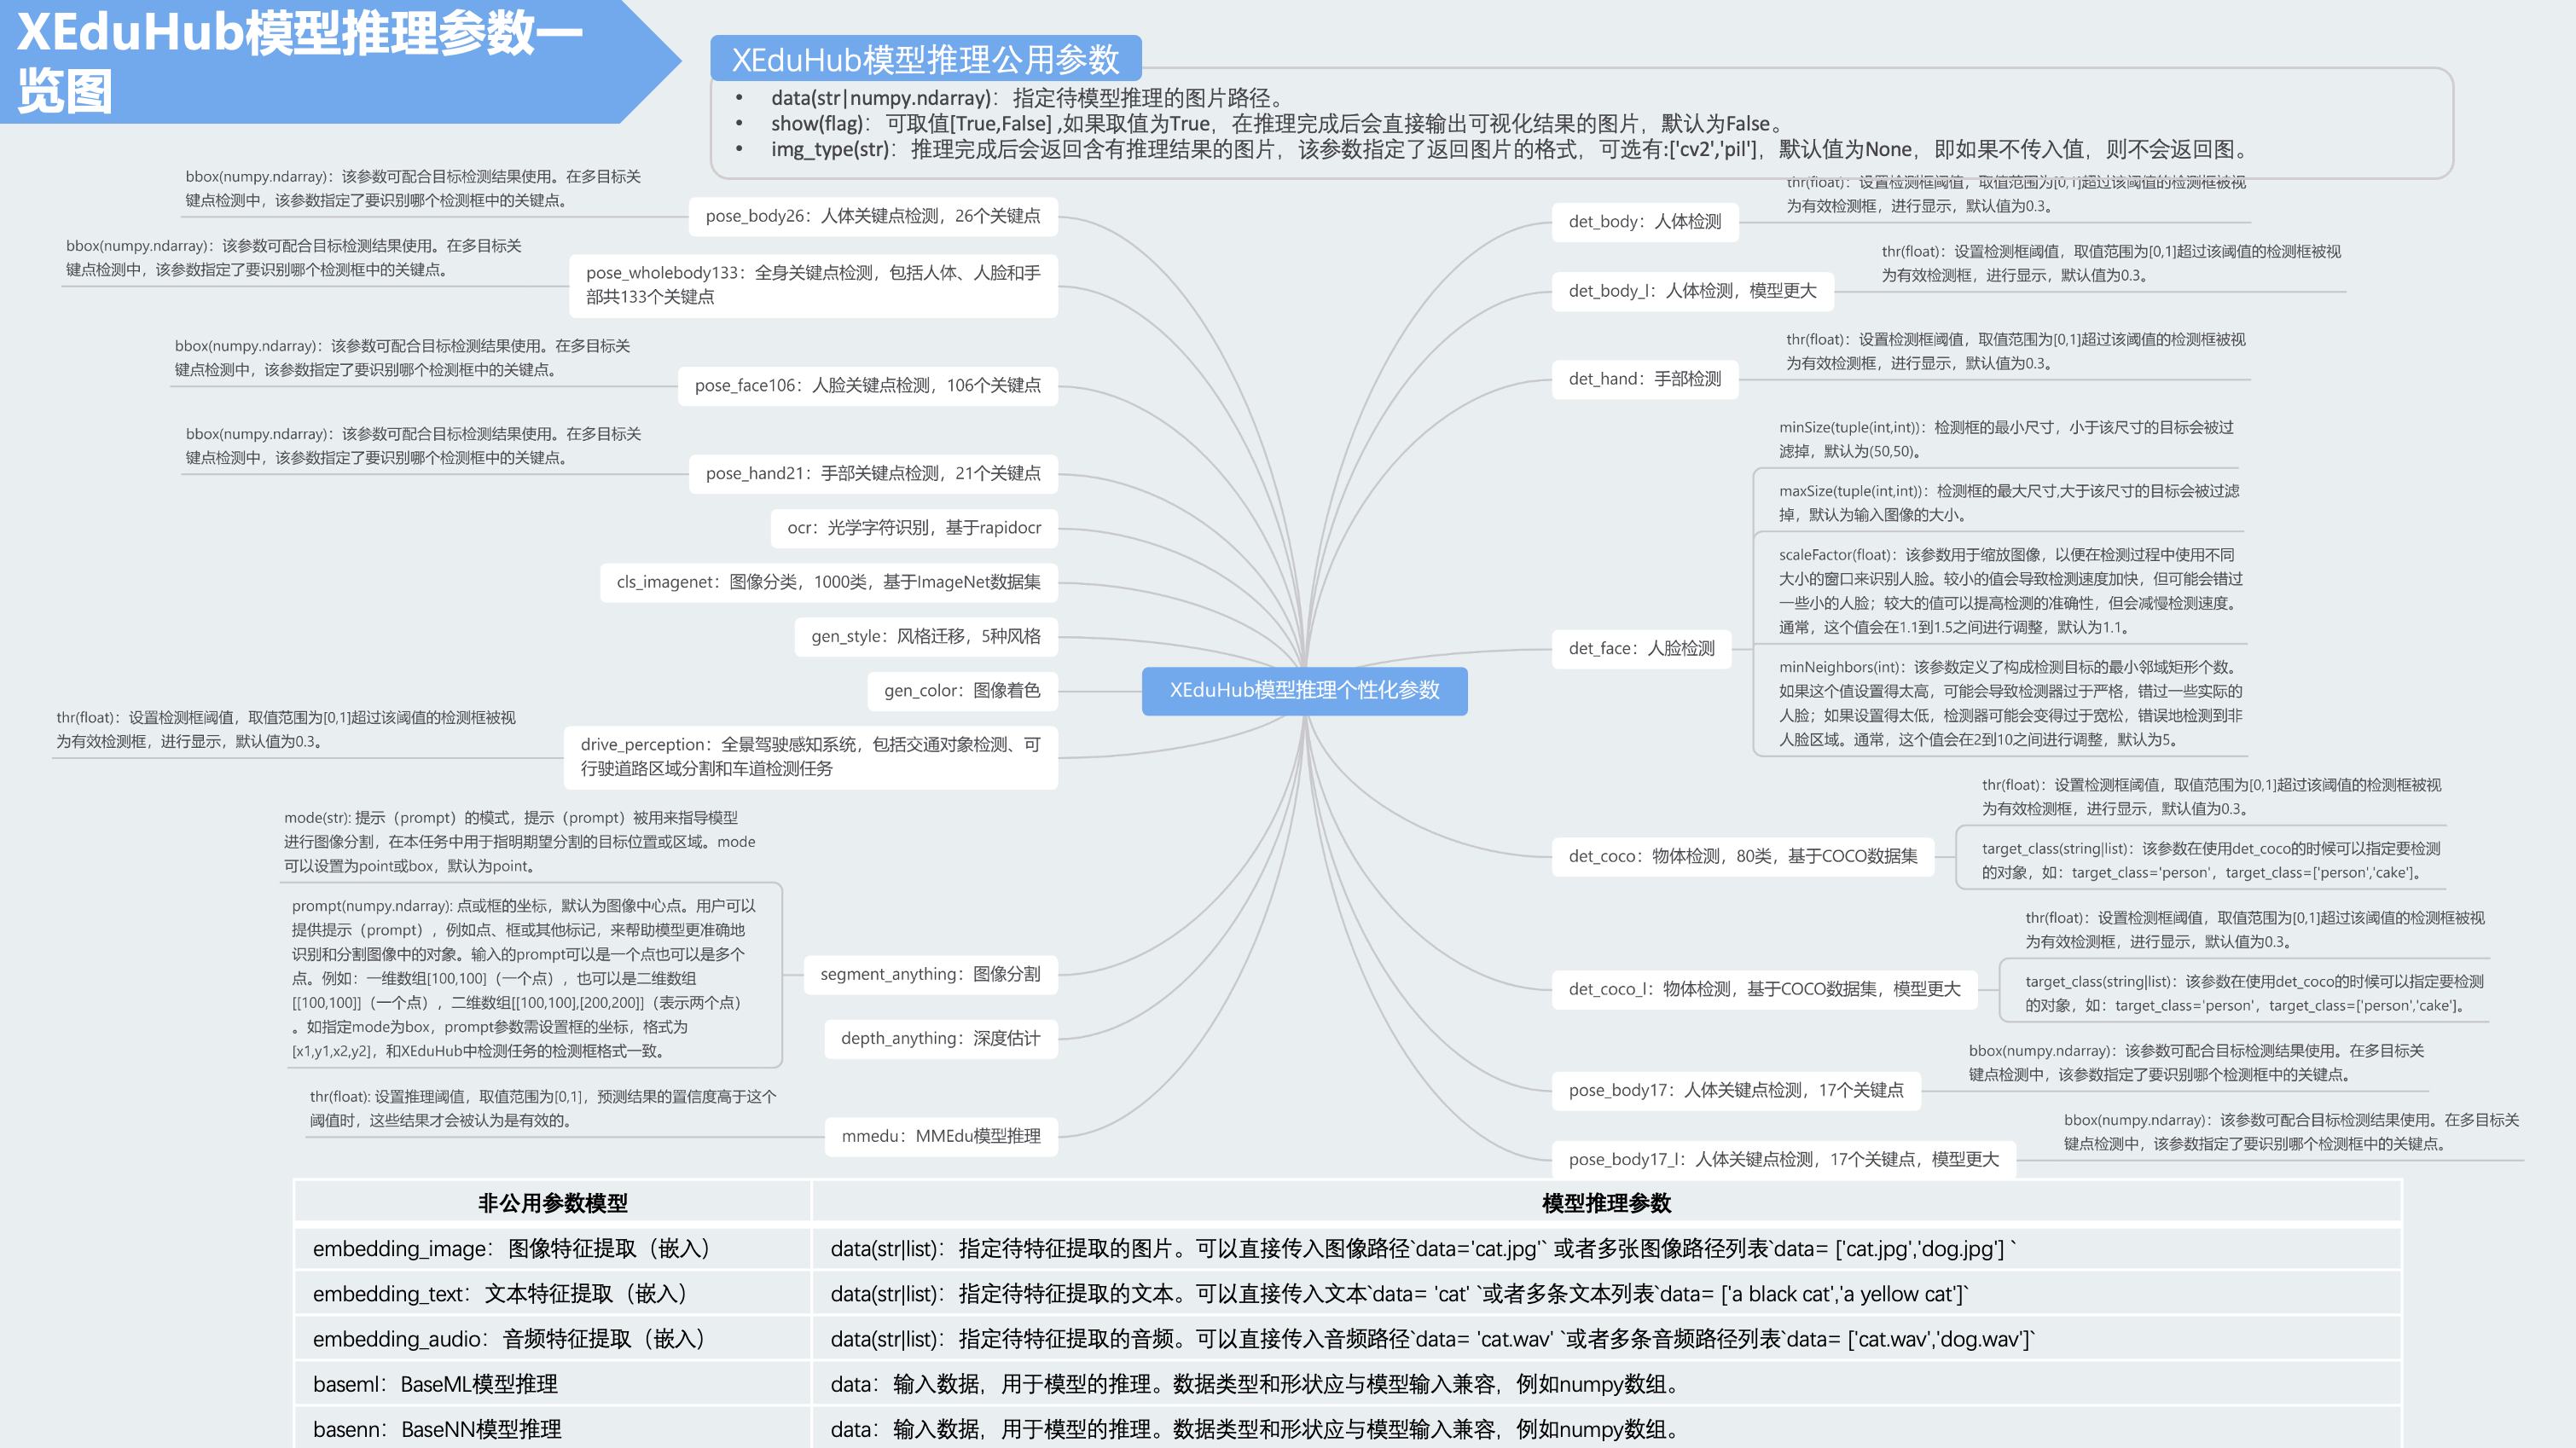 XEduHub模型推理参数一
览图
XEduHub模型推理公用参数
• data(str|numpy.ndarray)：指定待模型推理的图片路径。
• show(flag)：可取值[True,False] ,如果取值为True，在推理完成后会直接输出可视化结果的图片，默认为False。
• img_type(str)：推理完成后会返回含有推理结果的图片，该参数指定了返回图片的格式，可选有:['cv2','pil']，默认值为None，即如果不传入值，则不会返回图。
bbox(numpy.ndarray)：该参数可配合目标检测结果使用。在多目标关
键点检测中，该参数指定了要识别哪个检测框中的关键点。
pose_body26：人体关键点检测，26个关键点
bbox(numpy.ndarray)：该参数可配合目标检测结果使用。在多目标关
键点检测中，该参数指定了要识别哪个检测框中的关键点。
pose_wholebody133：全身关键点检测，包括人体、人脸和手
部共133个关键点
bbox(numpy.ndarray)：该参数可配合目标检测结果使用。在多目标关
键点检测中，该参数指定了要识别哪个检测框中的关键点。
pose_face106：人脸关键点检测，106个关键点
bbox(numpy.ndarray)：该参数可配合目标检测结果使用。在多目标关
键点检测中，该参数指定了要识别哪个检测框中的关键点。
pose_hand21：手部关键点检测，21个关键点
ocr：光学字符识别，基于rapidocr
cls_imagenet：图像分类，1000类，基于ImageNet数据集
gen_style：风格迁移，5种风格
gen_color：图像着色
thr(float)：设置检测框阈值，取值范围为[0,1]超过该阈值的检测框被视
为有效检测框，进行显示，默认值为0.3。
drive_perception：全景驾驶感知系统，包括交通对象检测、可
行驶道路区域分割和车道检测任务
mode(str): 提示（prompt）的模式，提示（prompt）被用来指导模型
进行图像分割，在本任务中用于指明期望分割的目标位置或区域。mode
可以设置为point或box，默认为point。
prompt(numpy.ndarray): 点或框的坐标，默认为图像中心点。用户可以
提供提示（prompt），例如点、框或其他标记，来帮助模型更准确地
识别和分割图像中的对象。输入的prompt可以是一个点也可以是多个
点。例如：一维数组[100,100]（一个点），也可以是二维数组
[[100,100]]（一个点），二维数组[[100,100],[200,200]]（表示两个点）
。如指定mode为box，prompt参数需设置框的坐标，格式为
[x1,y1,x2,y2]，和XEduHub中检测任务的检测框格式一致。
segment_anything：图像分割
depth_anything：深度估计
thr(float): 设置推理阈值，取值范围为[0,1]，预测结果的置信度高于这个
阈值时，这些结果才会被认为是有效的。
mmedu：MMEdu模型推理
XEduHub模型推理个性化参数
thr(float)：设置检测框阈值，取值范围为[0,1]超过该阈值的检测框被视
为有效检测框，进行显示，默认值为0.3。
det_body：人体检测
thr(float)：设置检测框阈值，取值范围为[0,1]超过该阈值的检测框被视
为有效检测框，进行显示，默认值为0.3。
det_body_l：人体检测，模型更大
thr(float)：设置检测框阈值，取值范围为[0,1]超过该阈值的检测框被视
为有效检测框，进行显示，默认值为0.3。
det_hand：手部检测
minSize(tuple(int,int))：检测框的最小尺寸，小于该尺寸的目标会被过
滤掉，默认为(50,50)。
maxSize(tuple(int,int))：检测框的最大尺寸,大于该尺寸的目标会被过滤
掉，默认为输入图像的大小。
scaleFactor(float)：该参数用于缩放图像，以便在检测过程中使用不同
大小的窗口来识别人脸。较小的值会导致检测速度加快，但可能会错过
一些小的人脸；较大的值可以提高检测的准确性，但会减慢检测速度。
通常，这个值会在1.1到1.5之间进行调整，默认为1.1。
det_face：人脸检测
minNeighbors(int)：该参数定义了构成检测目标的最小邻域矩形个数。
如果这个值设置得太高，可能会导致检测器过于严格，错过一些实际的
人脸；如果设置得太低，检测器可能会变得过于宽松，错误地检测到非
人脸区域。通常，这个值会在2到10之间进行调整，默认为5。
thr(float)：设置检测框阈值，取值范围为[0,1]超过该阈值的检测框被视
为有效检测框，进行显示，默认值为0.3。
det_coco：物体检测，80类，基于COCO数据集
target_class(string|list)：该参数在使用det_coco的时候可以指定要检测
的对象，如：target_class='person'，target_class=['person','cake']。
thr(float)：设置检测框阈值，取值范围为[0,1]超过该阈值的检测框被视
为有效检测框，进行显示，默认值为0.3。
det_coco_l：物体检测，基于COCO数据集，模型更大
target_class(string|list)：该参数在使用det_coco的时候可以指定要检测
的对象，如：target_class='person'，target_class=['person','cake']。
bbox(numpy.ndarray)：该参数可配合目标检测结果使用。在多目标关
键点检测中，该参数指定了要识别哪个检测框中的关键点。
pose_body17：人体关键点检测，17个关键点
bbox(numpy.ndarray)：该参数可配合目标检测结果使用。在多目标关
键点检测中，该参数指定了要识别哪个检测框中的关键点。
pose_body17_l：人体关键点检测，17个关键点，模型更大
非公用参数模型 模型推理参数
embedding_image：图像特征提取（嵌入） data(str|list)：指定待特征提取的图片。可以直接传入图像路径`data='cat.jpg'` 或者多张图像路径列表`data= ['cat.jpg','dog.jpg'] `
embedding_text：文本特征提取（嵌入） data(str|list)：指定待特征提取的文本。可以直接传入文本`data= 'cat' `或者多条文本列表`data= ['a black cat','a yellow cat']`
embedding_audio：音频特征提取（嵌入） data(str|list)：指定待特征提取的音频。可以直接传入音频路径`data= 'cat.wav' `或者多条音频路径列表`data= ['cat.wav','dog.wav']`
baseml：BaseML模型推理 data：输入数据，用于模型的推理。数据类型和形状应与模型输入兼容，例如numpy数组。
basenn：BaseNN模型推理 data：输入数据，用于模型的推理。数据类型和形状应与模型输入兼容，例如numpy数组。